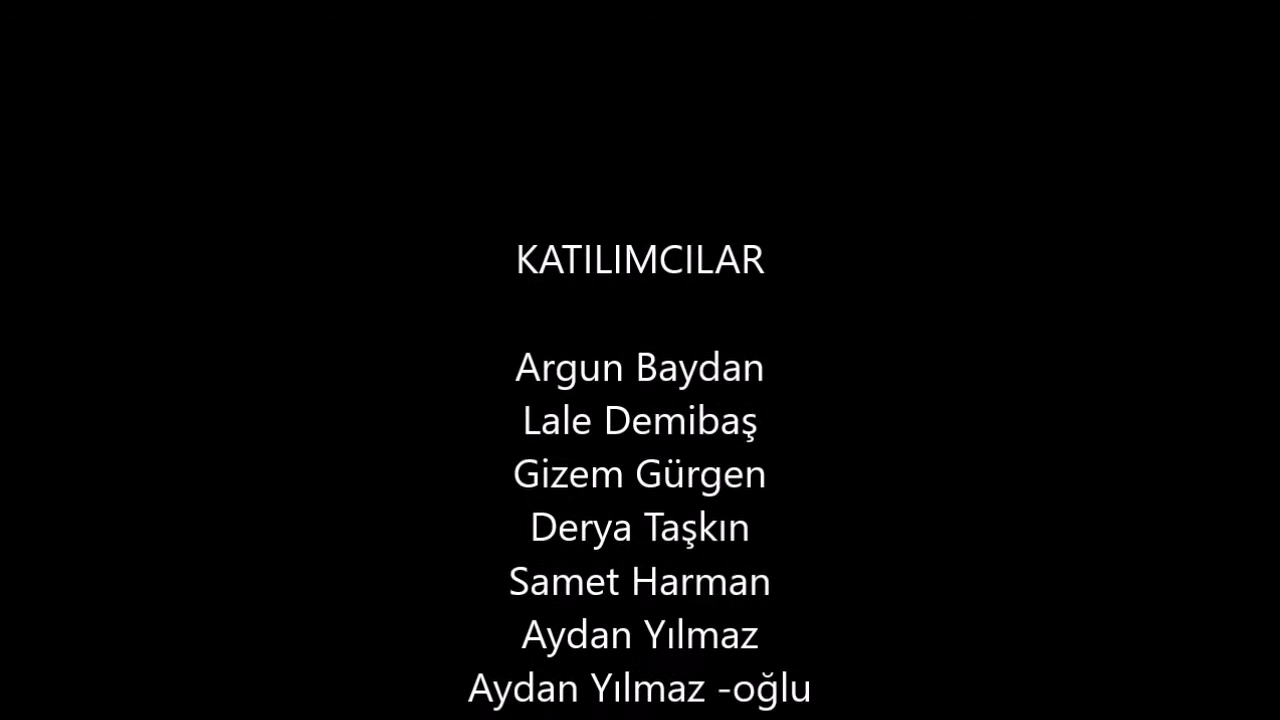 KATILIMCILAR
Argun Baydan
Lale Demibaş
Gizem Gürgen
Derya Taşkın
Samet Harman
Aydan Yılmaz
Aydan Yılmaz -oğlu